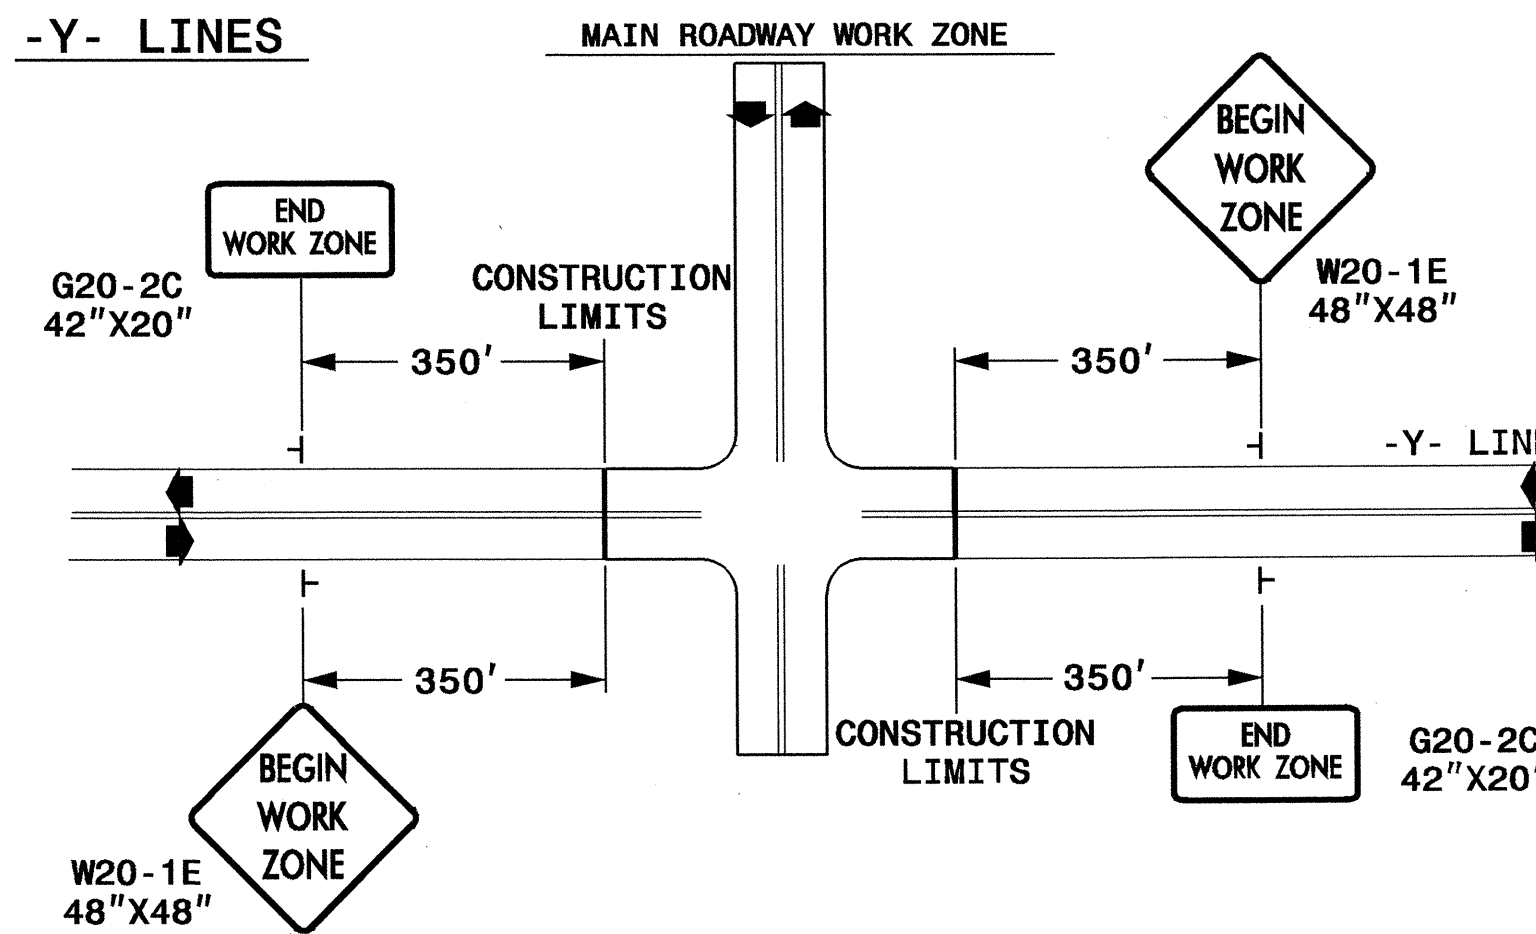 -Y- LINES
MAIN ROADWAY WORK ZONE
BEGIN
WORK
ZONE
END
WORK ZONE
G20-2C
42"X20"
CONSTRUCTION
LIMITS
W20-1E
48"X48"
350'
350'
-Y- LIN
350'
350'
CONSTRUCTION
LIMITS
END
WORK ZONE
G20-2C
42"X20"
BEGIN
WORK
ZONE
W20-1E
48"X48"